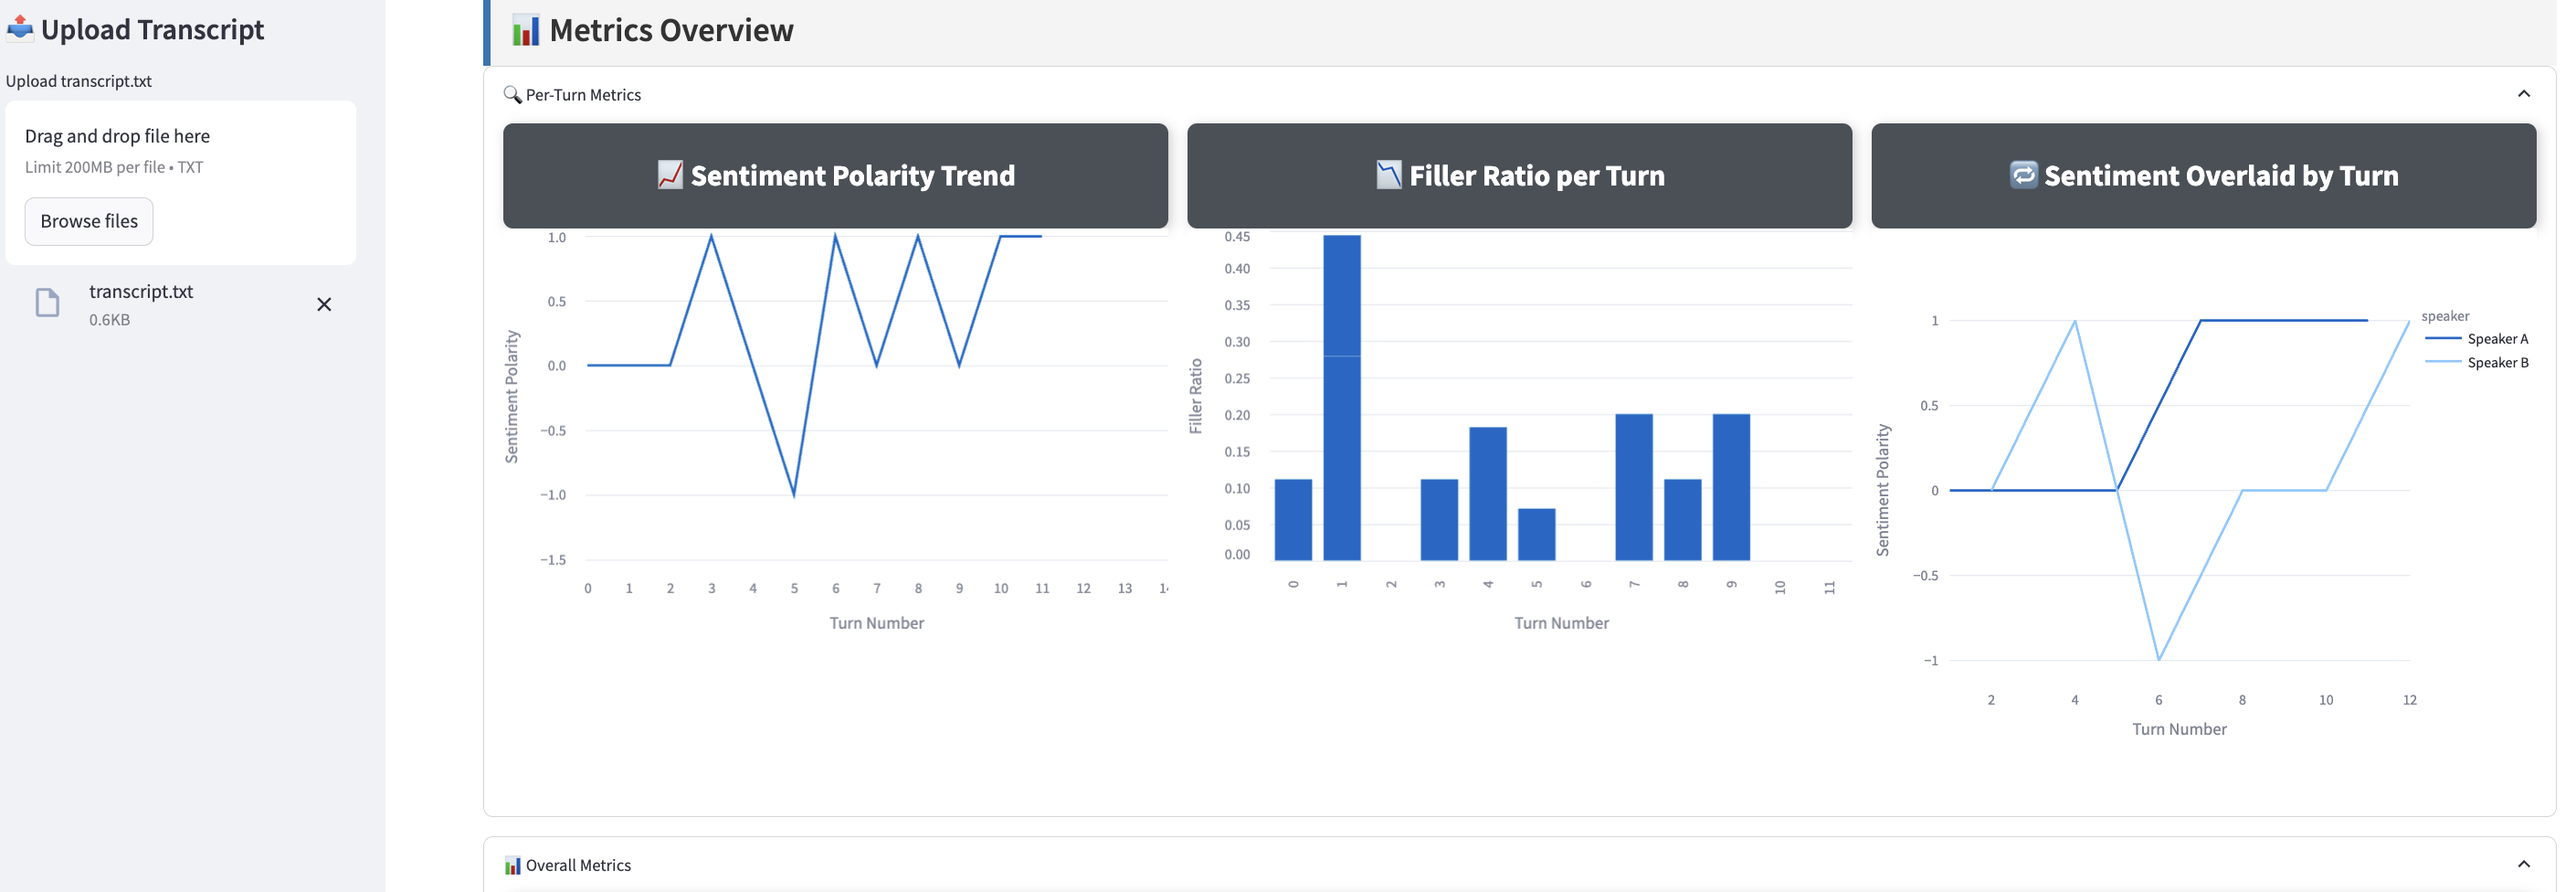 Upload Transcript
Upload transcript.txt
Drag and drop file here
Limit 200MB per file • TXT
Browse files
transcript.txt
0.6KB
Metrics Overview
Per-Turn Metrics
Sentiment Polarity Trend
1.0
0.5
0.0
−0.5
−1.0
−1.5
Sentiment Polarity
0 1 2 3 4 5 6 7 8 9 10 11 12 13
Turn Number
Filler Ratio per Turn
0.45
0.40
0.35
0.30
0.25
0.20
0.15
0.10
0.05
0.00
Filler Ratio
0 1 2 3 4 5 6 7 8 9 10 11
Turn Number
Sentiment Overlaid by Turn
1
0.5
0
−0.5
−1
Sentiment Polarity
2 4 6 8 10 12
Turn Number
speaker
Speaker A
Speaker B
Overall Metrics